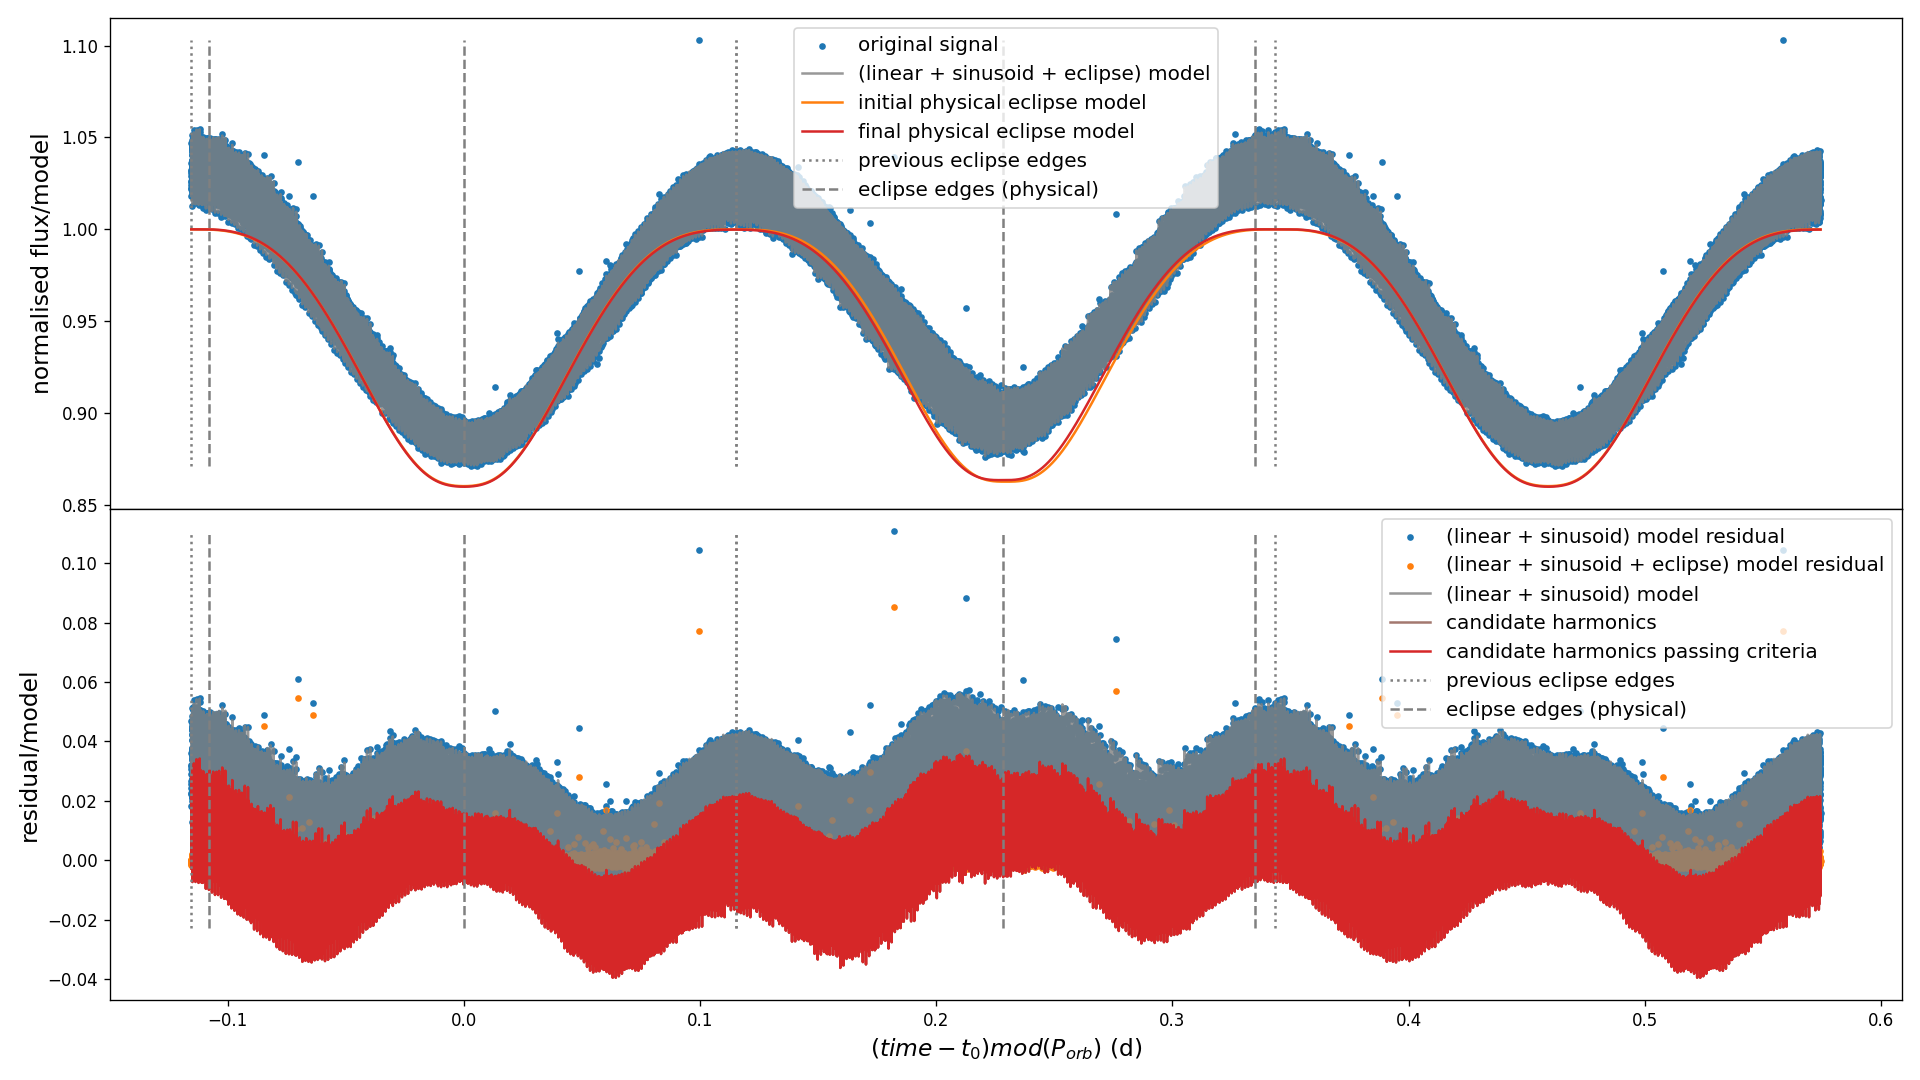 normalised flux/model
1.10
1.05
1.00
0.95
0.90
0.85
original signal
(linear + sinusoid + eclipse) model
initial physical eclipse model
final physical eclipse model
previous eclipse edges
eclipse edges (physical)
residual/model
0.10
0.08
0.06
0.04
0.02
0.00
−0.02
−0.04
(linear + sinusoid) model residual
(linear + sinusoid + eclipse) model residual
(linear + sinusoid) model
candidate harmonics
candidate harmonics passing criteria
previous eclipse edges
eclipse edges (physical)
−0.1 0.0 0.1 0.2 0.3 0.4 0.5 0.6
(time − t₀)mod(P_orb) (d)